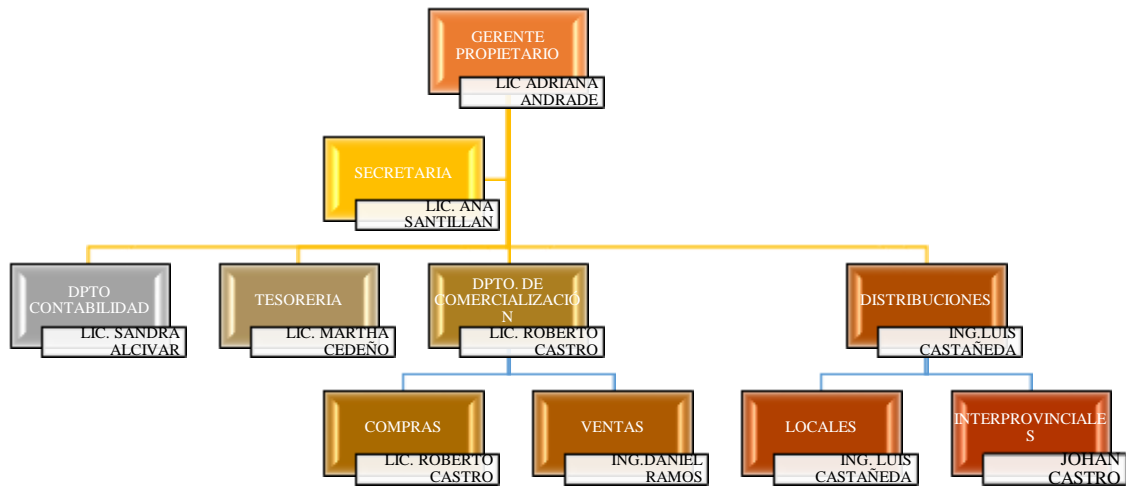 GERENTE
PROPIETARIO
LIC ADRIANA
ANDRADE
SECRETARIA
LIC. ANA
SANTILLAN
DPTO
CONTABILIDAD
LIC. SANDRA
ALCIVAR
TESORERIA
LIC. MARTHA
CEDEÑO
DPTO. DE
COMERCIALIZACIÓ
N
LIC. ROBERTO
CASTRO
DISTRIBUCIONES
ING.LUIS
CASTAÑEDA
COMPRAS
LIC. ROBERTO
CASTRO
VENTAS
ING.DANIEL
RAMOS
LOCALES
ING. LUIS
CASTAÑEDA
INTERPROVINCIALE
S
JOHAN
CASTRO